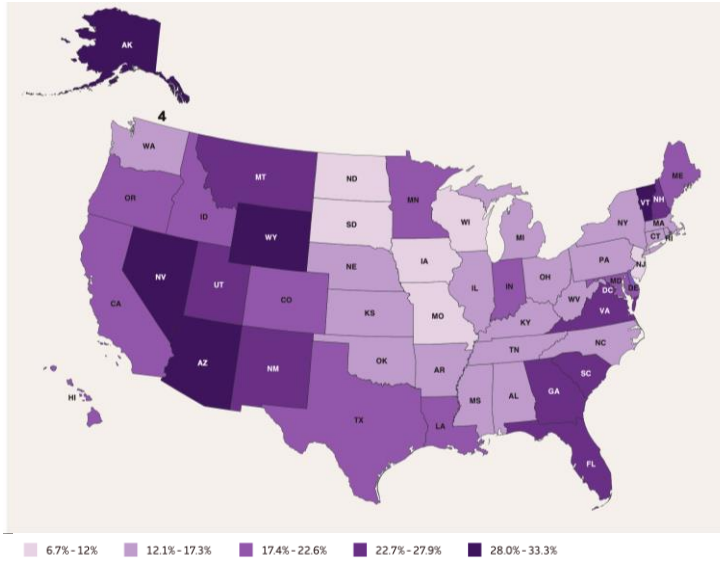 AK
4
WA
MT
ND
MN
ME
VT
NH
OR
ID
SD
WI
NY
MA
CT
RI
WY
MI
IA
NE
PA
NJ
NV
UT
CO
IL
IN
OH
MD
DE
DC
WV
VA
CA
KS
MO
KY
NC
TN
AZ
NM
OK
AR
SC
MS
AL
GA
HI
TX
LA
FL
6.7% - 12% 12.1% - 17.3% 17.4% - 22.6% 22.7% - 27.9% 28.0% - 33.3%